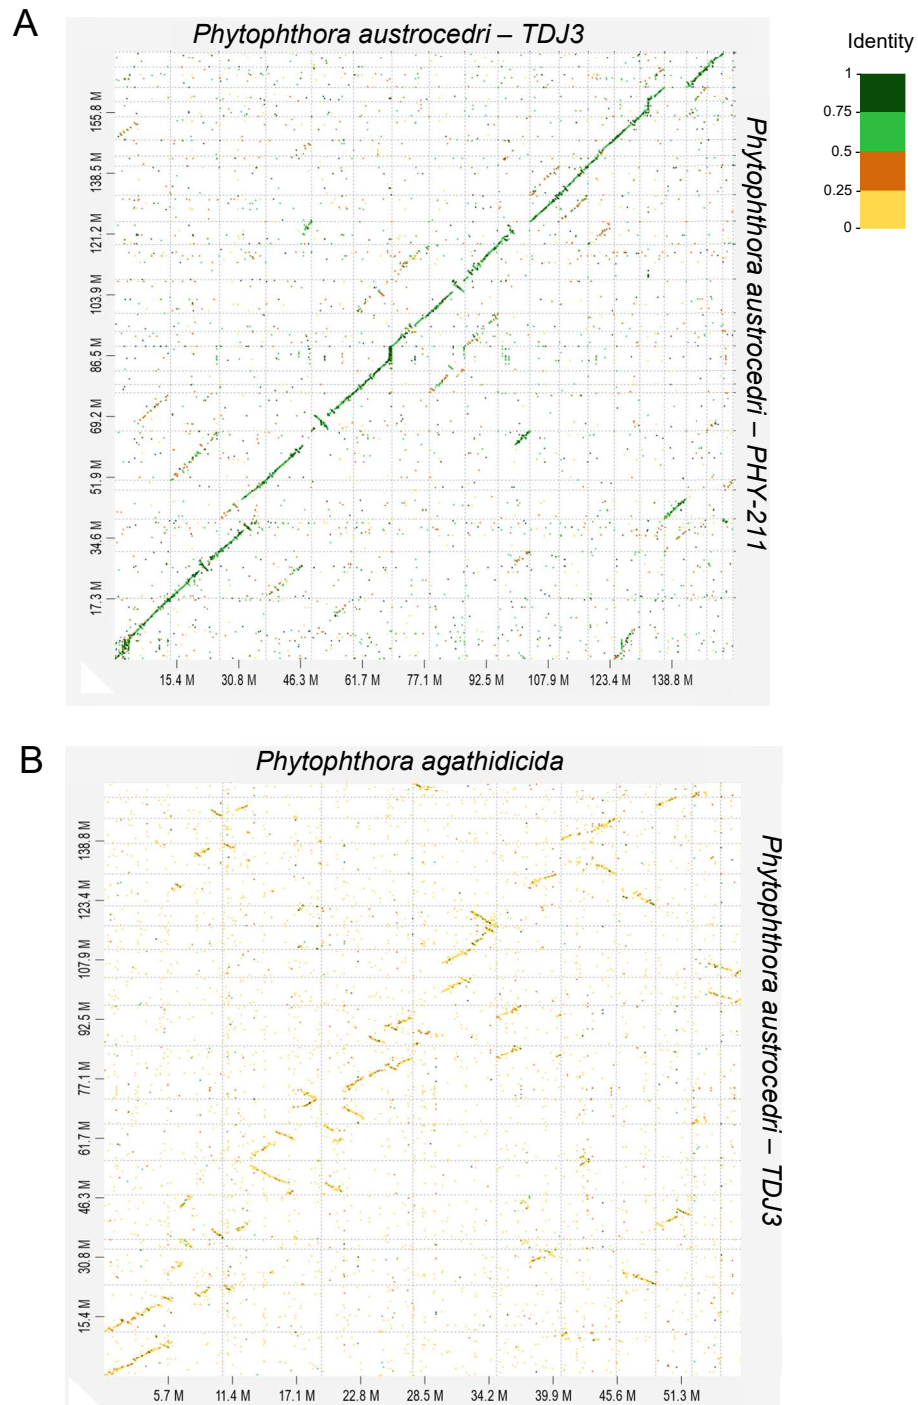 A
Phytophthora austrocedri – TDJ3
Identity
1
0.75
0.5
0.25
0
155.8 M
138.5 M
121.2 M
103.9 M
86.5 M
69.2 M
51.9 M
34.6 M
17.3 M
Phytophthora austrocedri – PHY-211
15.4 M 30.8 M 46.3 M 61.7 M 77.1 M 92.5 M 107.9 M 123.4 M 138.8 M
B
Phytophthora agathidicida
138.8 M
123.4 M
107.9 M
92.5 M
77.1 M
61.7 M
46.3 M
30.8 M
15.4 M
Phytophthora austrocedri – TDJ3
5.7 M 11.4 M 17.1 M 22.8 M 28.5 M 34.2 M 39.9 M 45.6 M 51.3 M